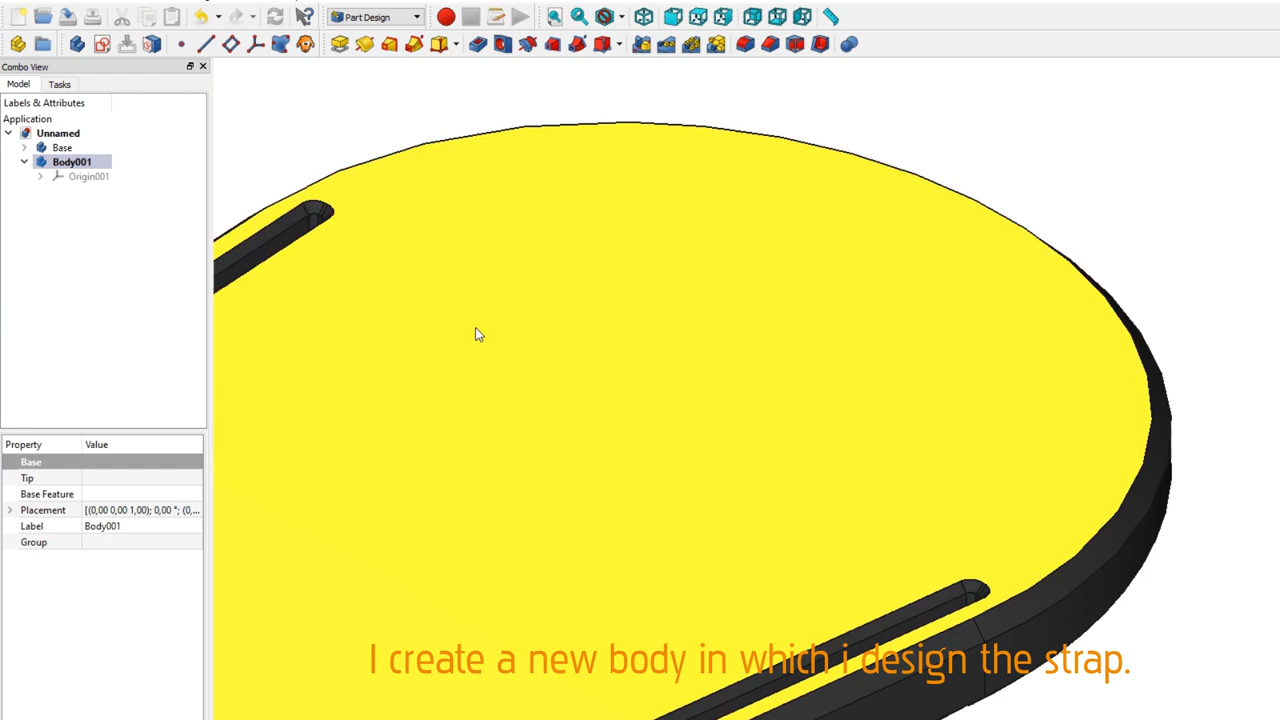 Part Design
Combo View
Model Tasks
Labels & Attributes
Application
Unnamed
Base
Body001
Origin001
Property Value
Base
Tip
Base Feature
Placement [(0,00 0,00 1,00); 0,00 °; (0,...
Label Body001
Group
I create a new body in which i design the strap.